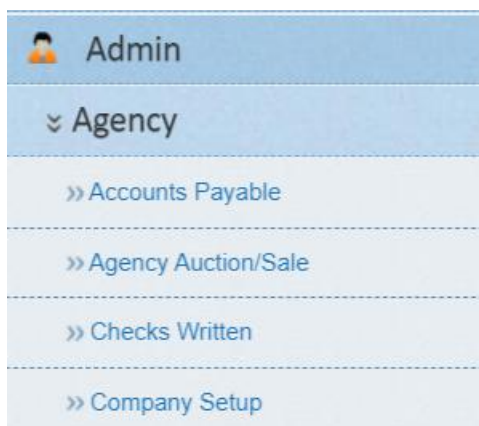 Admin
Agency
Accounts Payable
Agency Auction/Sale
Checks Written
Company Setup